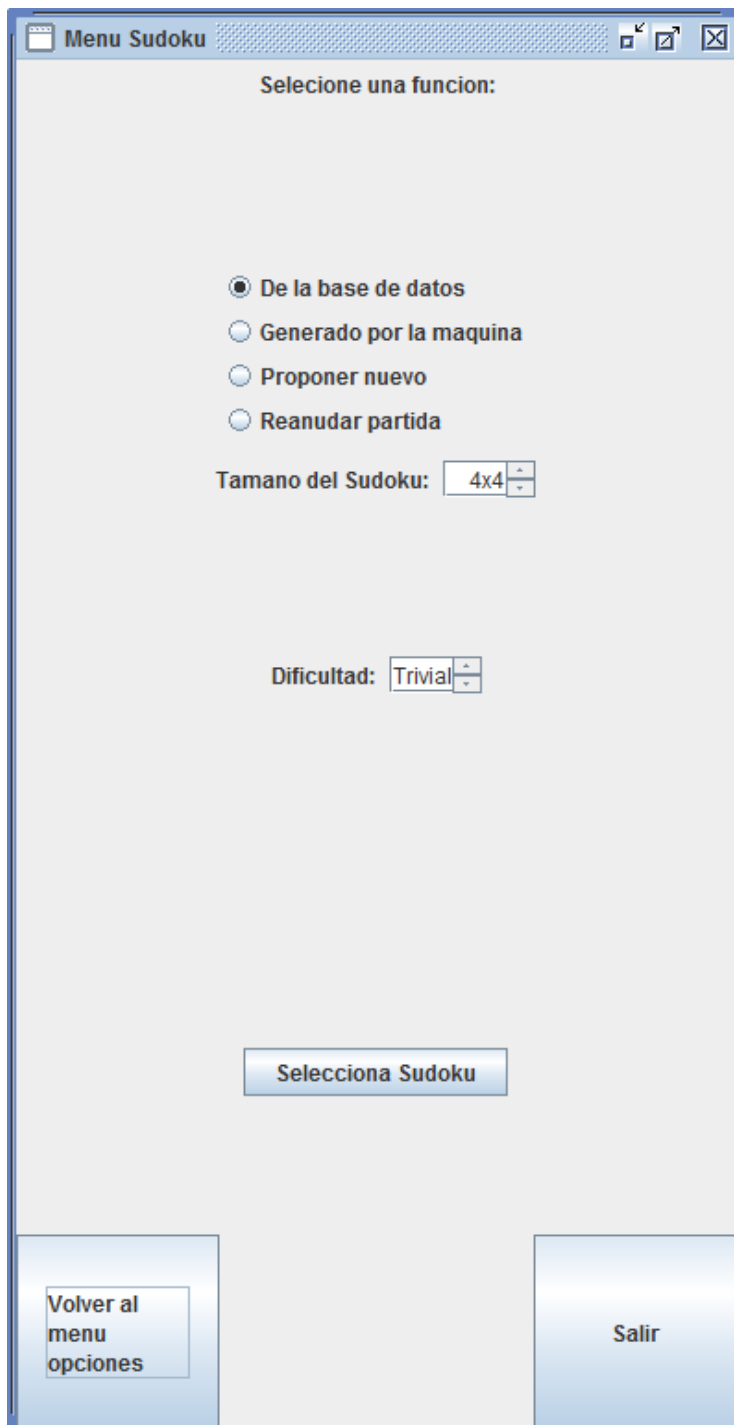 Menu Sudoku
Selecione una funcion:
De la base de datos
Generado por la maquina
Proponer nuevo
Reanudar partida
Tamano del Sudoku: 4x4
Dificultad: Trivial
Selecciona Sudoku
Volver al
menu
opciones
Salir